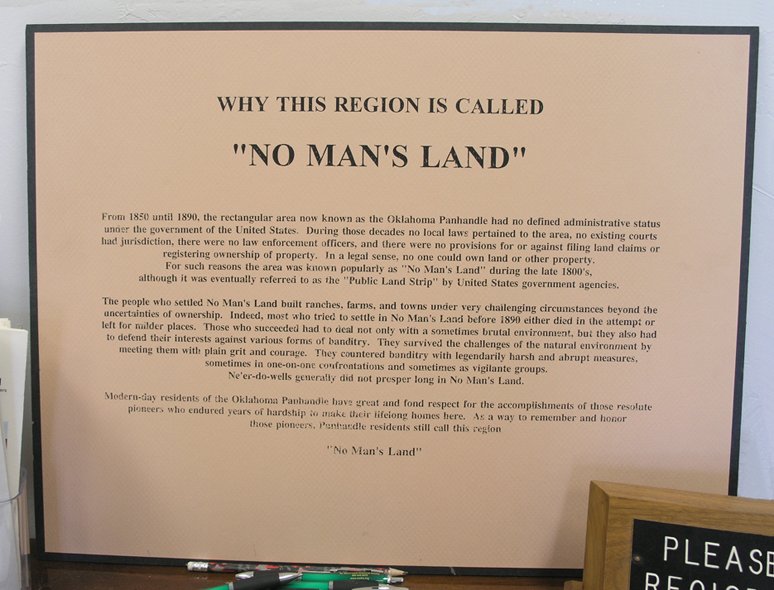 WHY THIS REGION IS CALLED
"NO MAN'S LAND"
From 1850 until 1890, the rectangular area now known as the Oklahoma Panhandle had no defined administrative status
under the government of the United States. During those decades no local laws pertained to the area, no existing courts
had jurisdiction, there were no law enforcement officers, and there were no provisions for or against filing land claims or
registering ownership of property. In a legal sense, no one could own land or other property.
For such reasons the area was known popularly as "No Man's Land" during the late 1800's,
although it was eventually referred to as the "Public Land Strip" by United States government agencies.
The people who settled No Man's Land built ranches, farms, and towns under very challenging circumstances beyond the
uncertainties of ownership. Indeed, most who tried to settle in No Man's Land before 1890 either died in the attempt or
left for milder places. Those who succeeded had to deal not only with a sometimes brutal environment, but they also had
to defend their interests against various forms of banditry. They survived the challenges of the natural environment by
meeting them with plain grit and courage. They countered banditry with legendarily harsh and abrupt measures,
sometimes in one-on-one confrontations and sometimes as vigilante groups.
Ne'er-do-wells generally did not prosper long in No Man's Land.
Modern-day residents of the Oklahoma Panhandle have great and fond respect for the accomplishments of those resolute
pioneers who endured years of hardship to make their lifelong homes here. As a way to remember and honor
those pioneers, Panhandle residents still call this region
"No Man's Land"
PLEASE